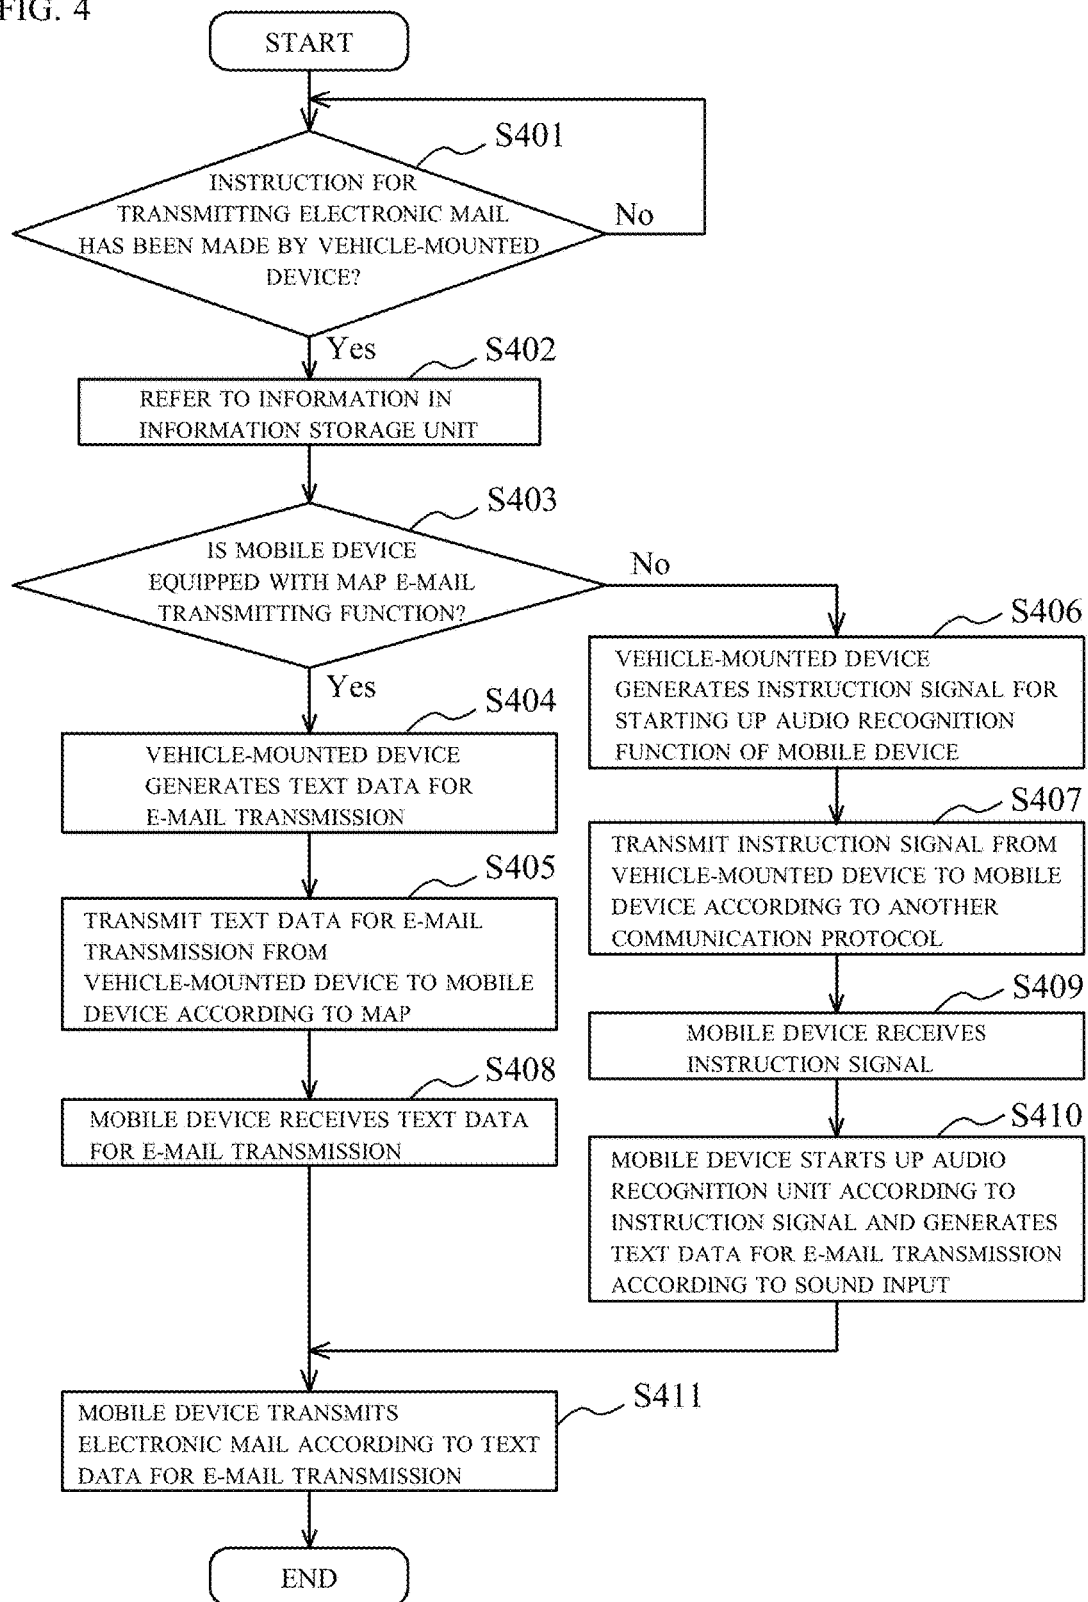 FIG. 4
START
S401
INSTRUCTION FOR
TRANSMITTING ELECTRONIC MAIL
HAS BEEN MADE BY VEHICLE-MOUNTED
DEVICE?
No
Yes
S402
REFER TO INFORMATION IN
INFORMATION STORAGE UNIT
S403
IS MOBILE DEVICE
EQUIPPED WITH MAP E-MAIL
TRANSMITTING FUNCTION?
No
Yes
S404
VEHICLE-MOUNTED DEVICE
GENERATES TEXT DATA FOR
E-MAIL TRANSMISSION
S405
TRANSMIT TEXT DATA FOR E-MAIL
TRANSMISSION FROM
VEHICLE-MOUNTED DEVICE TO MOBILE
DEVICE ACCORDING TO MAP
S408
MOBILE DEVICE RECEIVES TEXT DATA
FOR E-MAIL TRANSMISSION
S406
VEHICLE-MOUNTED DEVICE
GENERATES INSTRUCTION SIGNAL FOR
STARTING UP AUDIO RECOGNITION
FUNCTION OF MOBILE DEVICE
S407
TRANSMIT INSTRUCTION SIGNAL FROM
VEHICLE-MOUNTED DEVICE TO MOBILE
DEVICE ACCORDING TO ANOTHER
COMMUNICATION PROTOCOL
S409
MOBILE DEVICE RECEIVES
INSTRUCTION SIGNAL
S410
MOBILE DEVICE STARTS UP AUDIO
RECOGNITION UNIT ACCORDING TO
INSTRUCTION SIGNAL AND GENERATES
TEXT DATA FOR E-MAIL TRANSMISSION
ACCORDING TO SOUND INPUT
S411
MOBILE DEVICE TRANSMITS
ELECTRONIC MAIL ACCORDING TO TEXT
DATA FOR E-MAIL TRANSMISSION
END